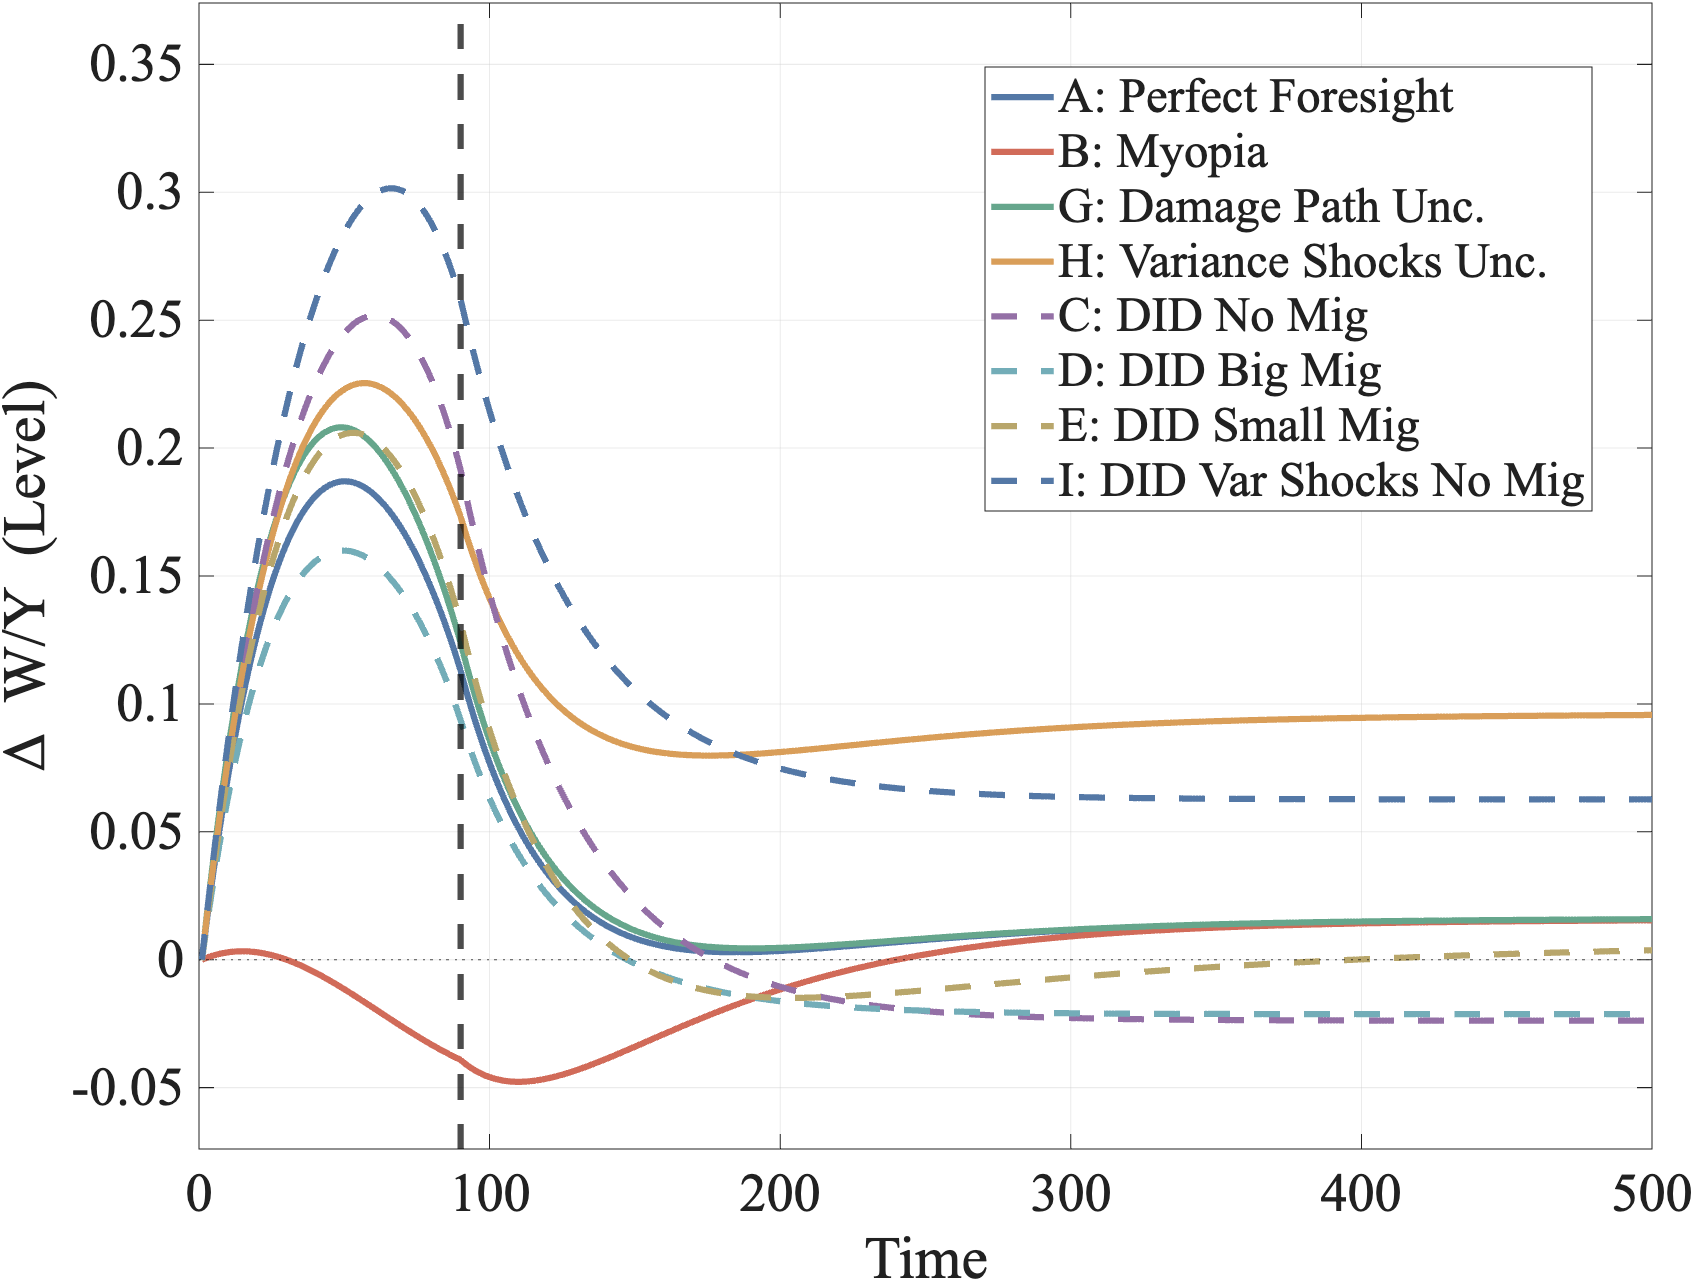 0.35
0.3
0.25
0.2
0.15
0.1
0.05
0
-0.05
Δ W/Y (Level)
A: Perfect Foresight
B: Myopia
G: Damage Path Unc.
H: Variance Shocks Unc.
C: DID No Mig
D: DID Big Mig
E: DID Small Mig
I: DID Var Shocks No Mig
0 100 200 300 400 500
Time